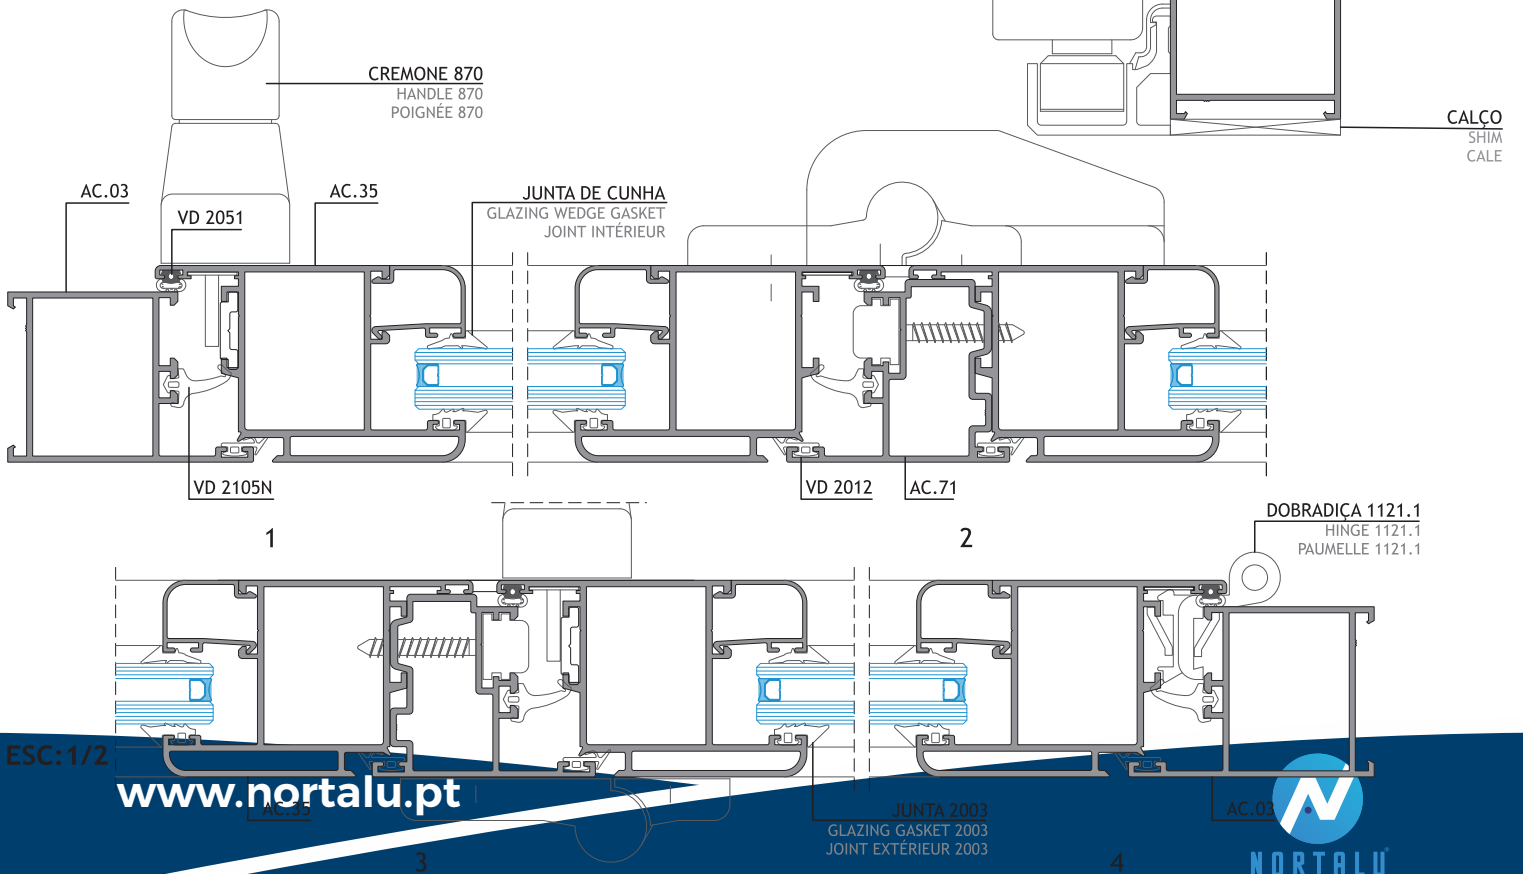 CREMONE 870
HANDLE 870
POIGNÉE 870
CALÇO
SHIM
CALE
AC.03
VD 2051
AC.35
JUNTA DE CUNHA
GLAZING WEDGE GASKET
JOINT INTÉRIEUR
VD 2105N
VD 2012
AC.71
1
2
DOBRADIÇA 1121.1
HINGE 1121.1
PAUMELLE 1121.1
ESC:1/2
www.nortalu.pt
AC.35
JUNTA 2003
GLAZING GASKET 2003
JOINT EXTÉRIEUR 2003
AC.03
3
4
NORTALU